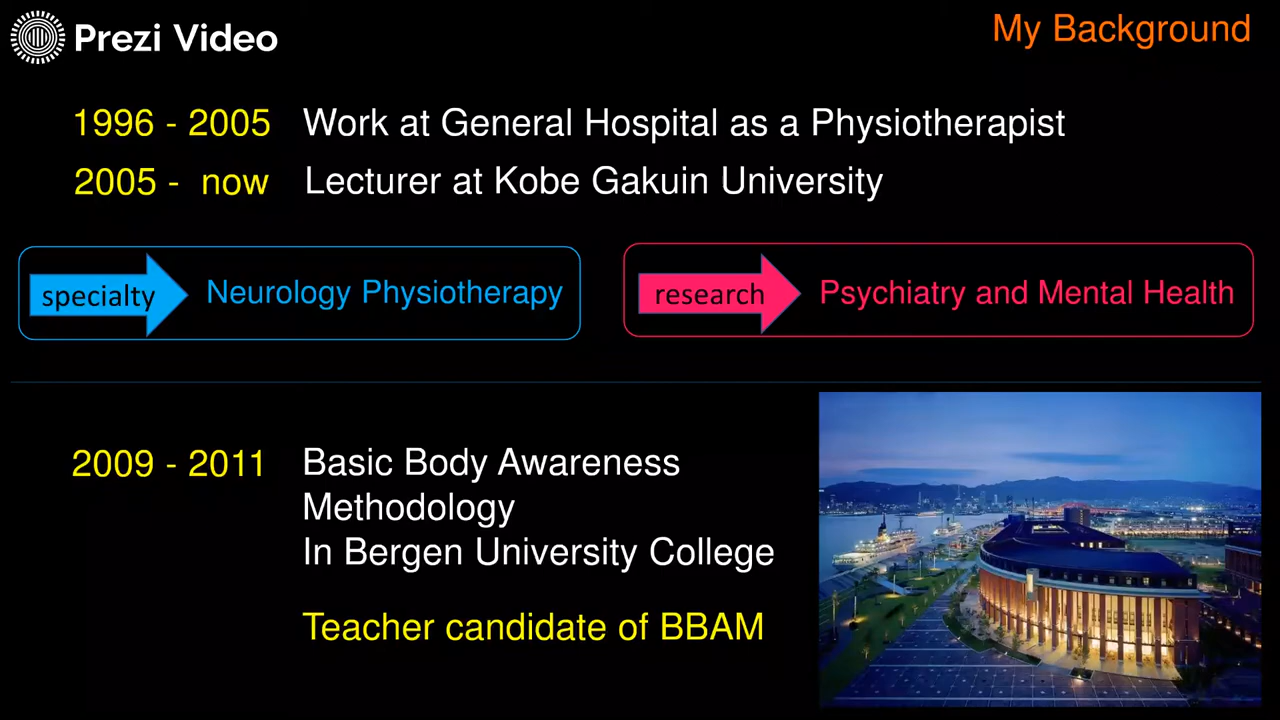 Prezi Video
My Background
1996 - 2005 Work at General Hospital as a Physiotherapist
2005 - now Lecturer at Kobe Gakuin University
specialty Neurology Physiotherapy
research Psychiatry and Mental Health
2009 - 2011 Basic Body Awareness
Methodology
In Bergen University College
Teacher candidate of BBAM